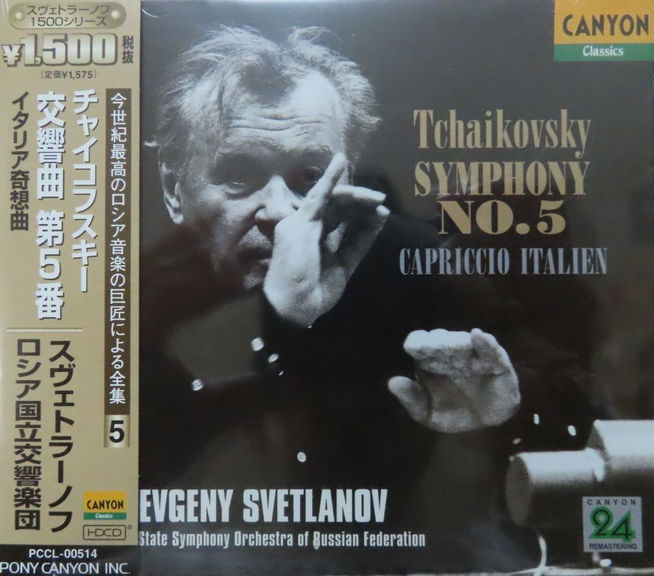 スヴェトラーノフ
1500シリーズ
¥1,500 税抜
(定価¥1,575)
チャイコフスキー
交響曲 第5番
イタリア奇想曲
今世紀最高のロシア音楽の巨匠による全集 5
スヴェトラーノフ
ロシア国立交響楽団
CANYON
Classics
HDCD
PCCL-00514
PONY CANYON INC.
CANYON
Classics
Tchaikovsky
SYMPHONY
NO.5
CAPRICCIO ITALIEN
EVGENY SVETLANOV
State Symphony Orchestra of Russian Federation
CANYON
24
REMASTERING